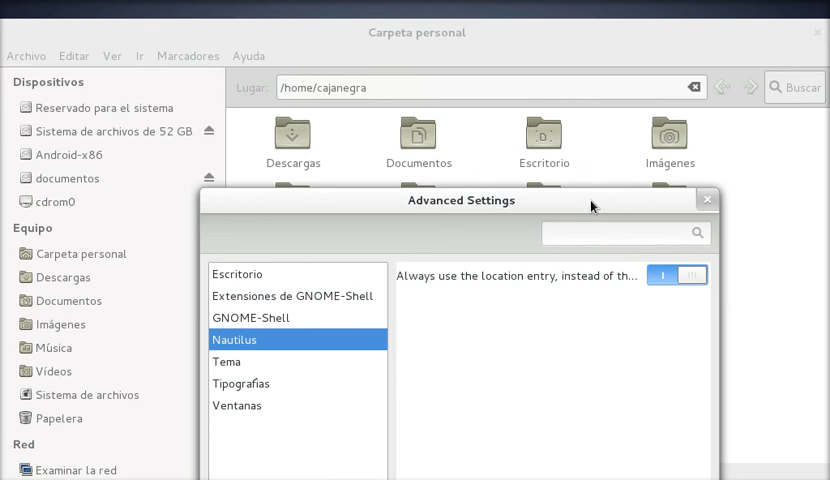 Carpeta personal
Archivo Editar Ver Ir Marcadores Ayuda
Dispositivos
Reservado para el sistema
Sistema de archivos de 52 GB
Android-x86
documentos
cdrom0
Equipo
Carpeta personal
Descargas
Documentos
Imágenes
Música
Vídeos
Sistema de archivos
Papelera
Red
Examinar la red
Lugar: /home/cajanegra Buscar
Descargas Documentos Escritorio Imágenes
Advanced Settings
Escritorio
Extensiones de GNOME-Shell
GNOME-Shell
Nautilus
Tema
Tipografías
Ventanas
Always use the location entry, instead of th...